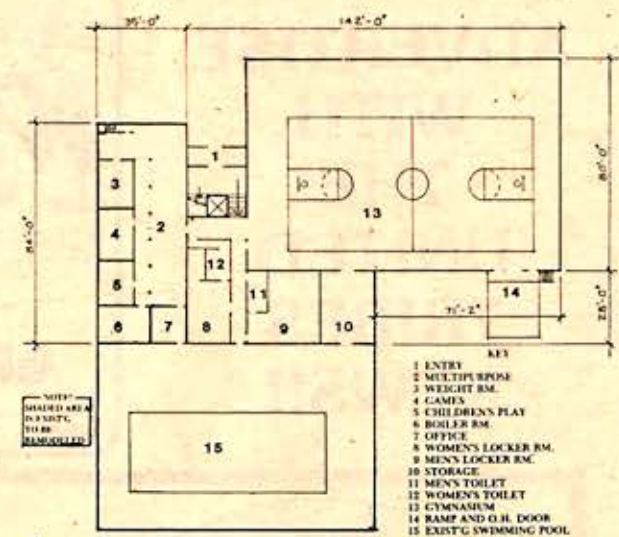 35'-0"
142'-0"
84'-0"
80'-0"
28'-0"
71'-2"
1
2
3
4
5
6
7
8
9
10
11
12
13
14
15
NOTE
SHADED AREA
IS EXIST'G
TO BE
REMODELED
KEY
1 ENTRY
2 MULTIPURPOSE
3 WEIGHT RM.
4 GAMES
5 CHILDREN'S PLAY
6 BOILER RM.
7 OFFICE
8 WOMEN'S LOCKER RM.
9 MEN'S LOCKER RM.
10 STORAGE
11 MEN'S TOILET
12 WOMEN'S TOILET
13 GYMNASIUM
14 RAMP AND O.H. DOOR
15 EXIST'G SWIMMING POOL